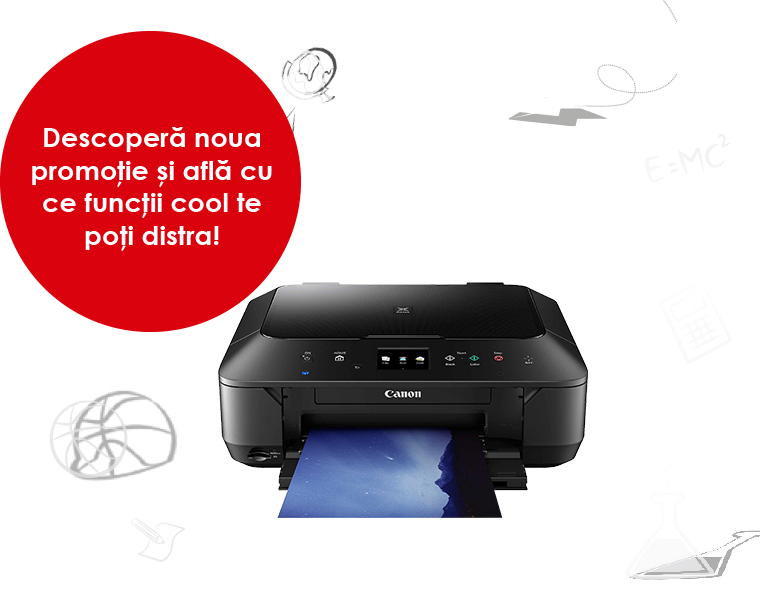 Descoperă noua
promoție și află cu
ce funcții cool te
poți distra!
E=MC²
Canon